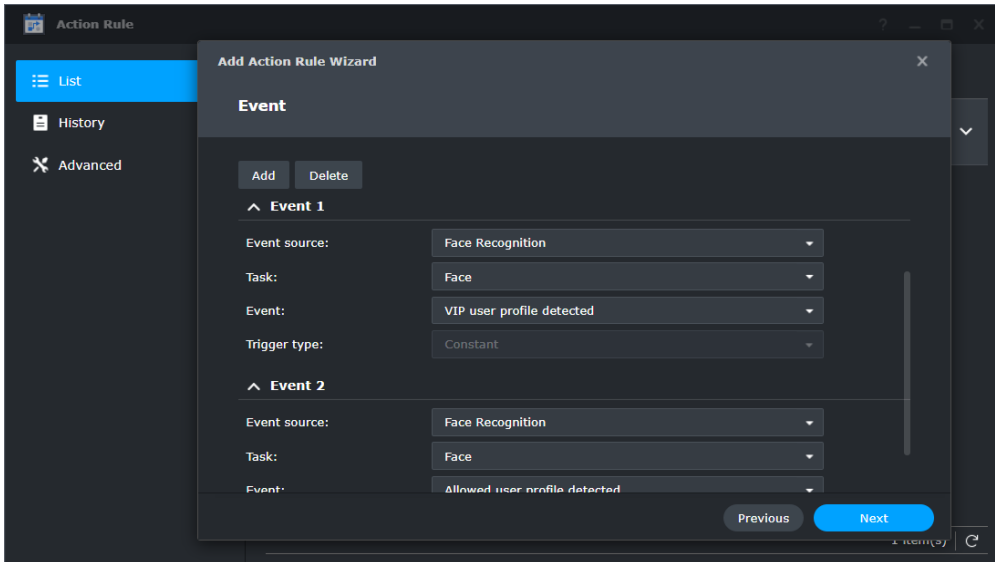 Action Rule
?
List
History
Advanced
Add Action Rule Wizard
Event
Add Delete
Event 1
Event source: Face Recognition
Task: Face
Event: VIP user profile detected
Trigger type: Constant
Event 2
Event source: Face Recognition
Task: Face
Event: Allowed user profile detected
Previous Next
1 item(s)